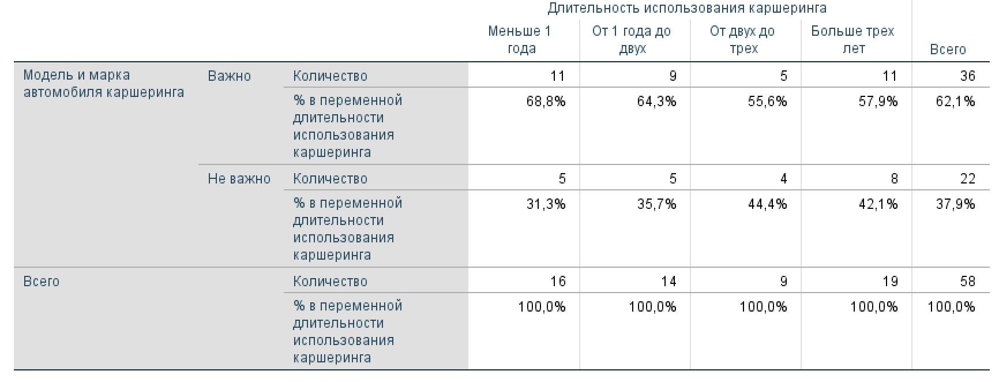 Длительность использования каршеринга
Меньше 1 года От 1 года до двух От двух до трех Больше трех лет Всего
Модель и марка автомобиля каршеринга Важно Количество 11 9 5 11 36
% в переменной длительности использования каршеринга 68,8% 64,3% 55,6% 57,9% 62,1%
Не важно Количество 5 5 4 8 22
% в переменной длительности использования каршеринга 31,3% 35,7% 44,4% 42,1% 37,9%
Всего Количество 16 14 9 19 58
% в переменной длительности использования каршеринга 100,0% 100,0% 100,0% 100,0% 100,0%